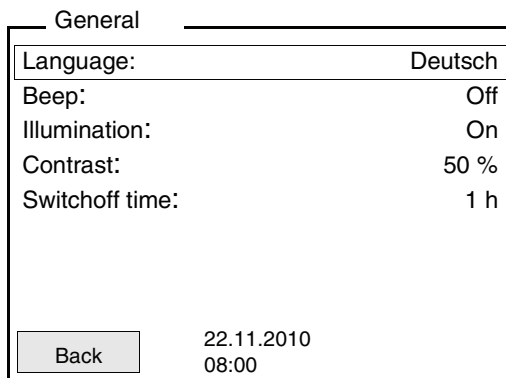 General
Language: Deutsch
Beep: Off
Illumination: On
Contrast: 50 %
Switchoff time: 1 h
Back
22.11.2010
08:00